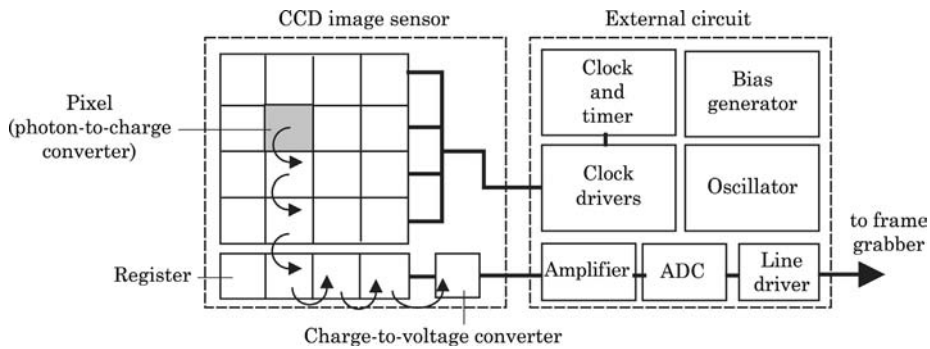 CCD image sensor
External circuit
Pixel
(photon-to-charge
converter)
Clock
and
timer
Bias
generator
Clock
drivers
Oscillator
to frame
grabber
Register
Amplifier
ADC
Line
driver
Charge-to-voltage converter